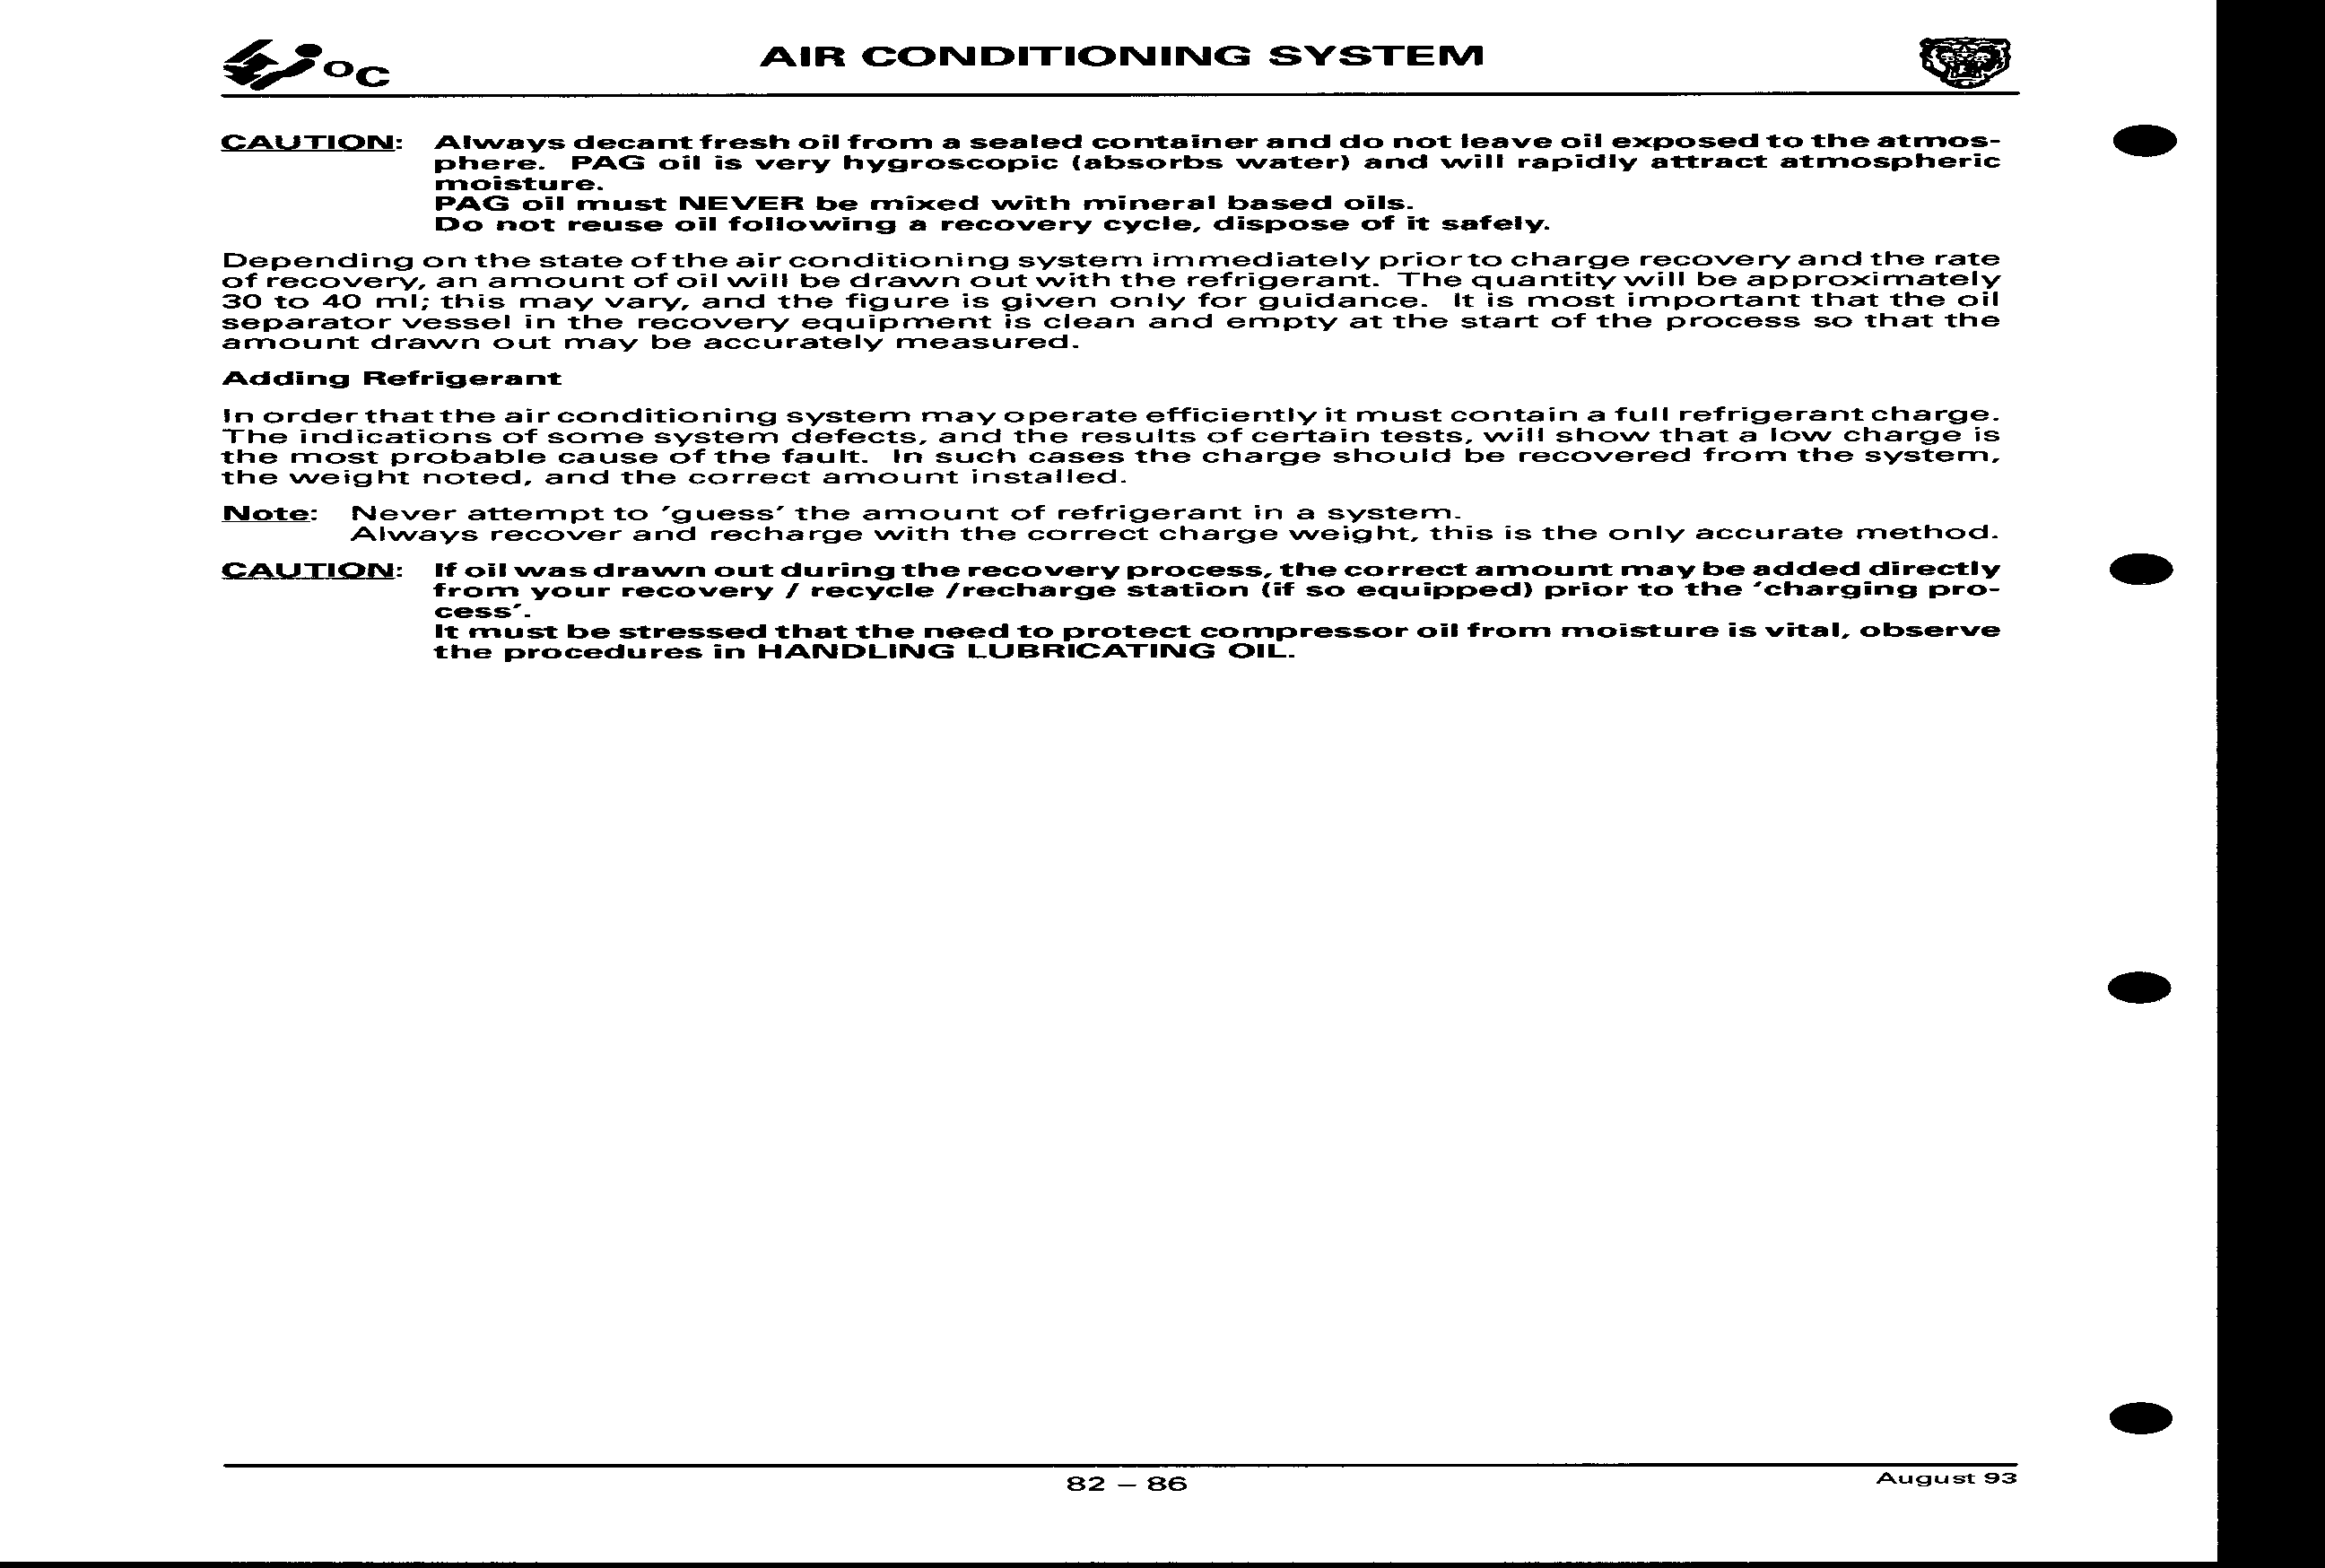 °C
AIR CONDITIONING SYSTEM
CAUTION: Always decant fresh oil from a sealed container and do not leave oil exposed to the atmos-
phere. PAG oil is very hygroscopic (absorbs water) and will rapidly attract atmospheric
moisture.
PAG oil must NEVER be mixed with mineral based oils.
Do not reuse oil following a recovery cycle, dispose of it safely.
Depending on the state of the air conditioning system immediately prior to charge recovery and the rate
of recovery, an amount of oil will be drawn out with the refrigerant. The quantity will be approximately
30 to 40 ml; this may vary, and the figure is given only for guidance. It is most important that the oil
separator vessel in the recovery equipment is clean and empty at the start of the process so that the
amount drawn out may be accurately measured.
Adding Refrigerant
In order that the air conditioning system may operate efficiently it must contain a full refrigerant charge.
The indications of some system defects, and the results of certain tests, will show that a low charge is
the most probable cause of the fault. In such cases the charge should be recovered from the system,
the weight noted, and the correct amount installed.
Note: Never attempt to 'guess' the amount of refrigerant in a system.
Always recover and recharge with the correct charge weight, this is the only accurate method.
CAUTION: If oil was drawn out during the recovery process, the correct amount may be added directly
from your recovery / recycle /recharge station (if so equipped) prior to the 'charging pro-
cess'.
It must be stressed that the need to protect compressor oil from moisture is vital, observe
the procedures in HANDLING LUBRICATING OIL.
82 – 86
August 93